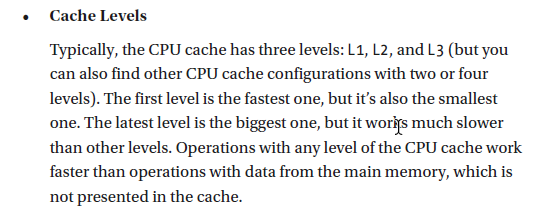 • Cache Levels
Typically, the CPU cache has three levels: L1, L2, and L3 (but you
can also find other CPU cache configurations with two or four
levels). The first level is the fastest one, but it’s also the smallest
one. The latest level is the biggest one, but it works much slower
than other levels. Operations with any level of the CPU cache work
faster than operations with data from the main memory, which is
not presented in the cache.